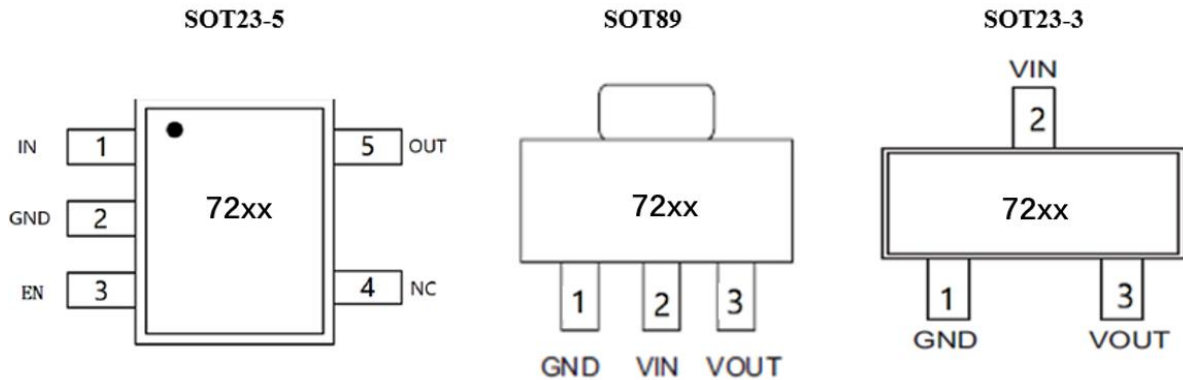 SOT23-5
IN 1
GND 2
EN 3
72xx
5 OUT
4 NC
SOT89
72xx
1 2 3
GND VIN VOUT
SOT23-3
VIN
2
72xx
1 3
GND VOUT